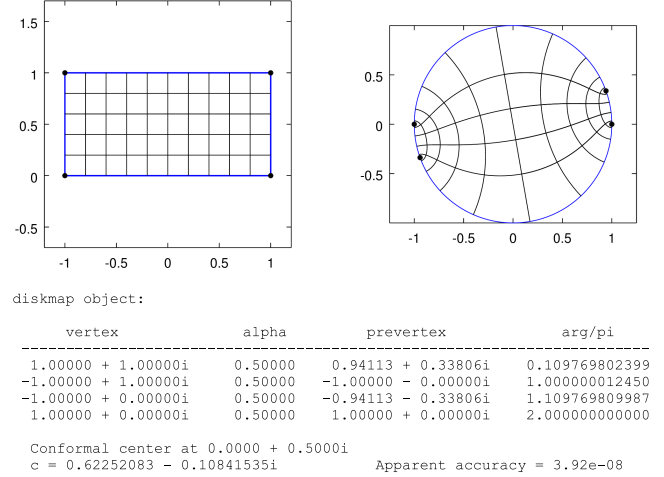 1.5
1
0.5
0
-0.5
-1 -0.5 0 0.5 1
0.5
0
-0.5
-1 -0.5 0 0.5 1
diskmap object:
vertex alpha prevertex arg/pi
1.00000 + 1.00000i 0.50000 0.94113 + 0.33806i 0.109769802399
-1.00000 + 1.00000i 0.50000 -1.00000 - 0.00000i 1.000000012450
-1.00000 + 0.00000i 0.50000 -0.94113 - 0.33806i 1.109769809987
1.00000 + 0.00000i 0.50000 1.00000 + 0.00000i 2.000000000000
Conformal center at 0.0000 + 0.5000i
c = 0.62252083 - 0.10841535i Apparent accuracy = 3.92e-08